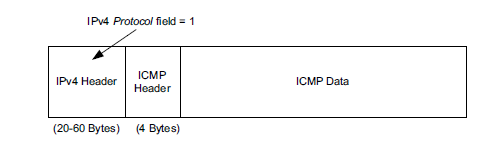 IPv4 Protocol field = 1
IPv4 Header
ICMP
Header
ICMP Data
(20-60 Bytes)
(4 Bytes)